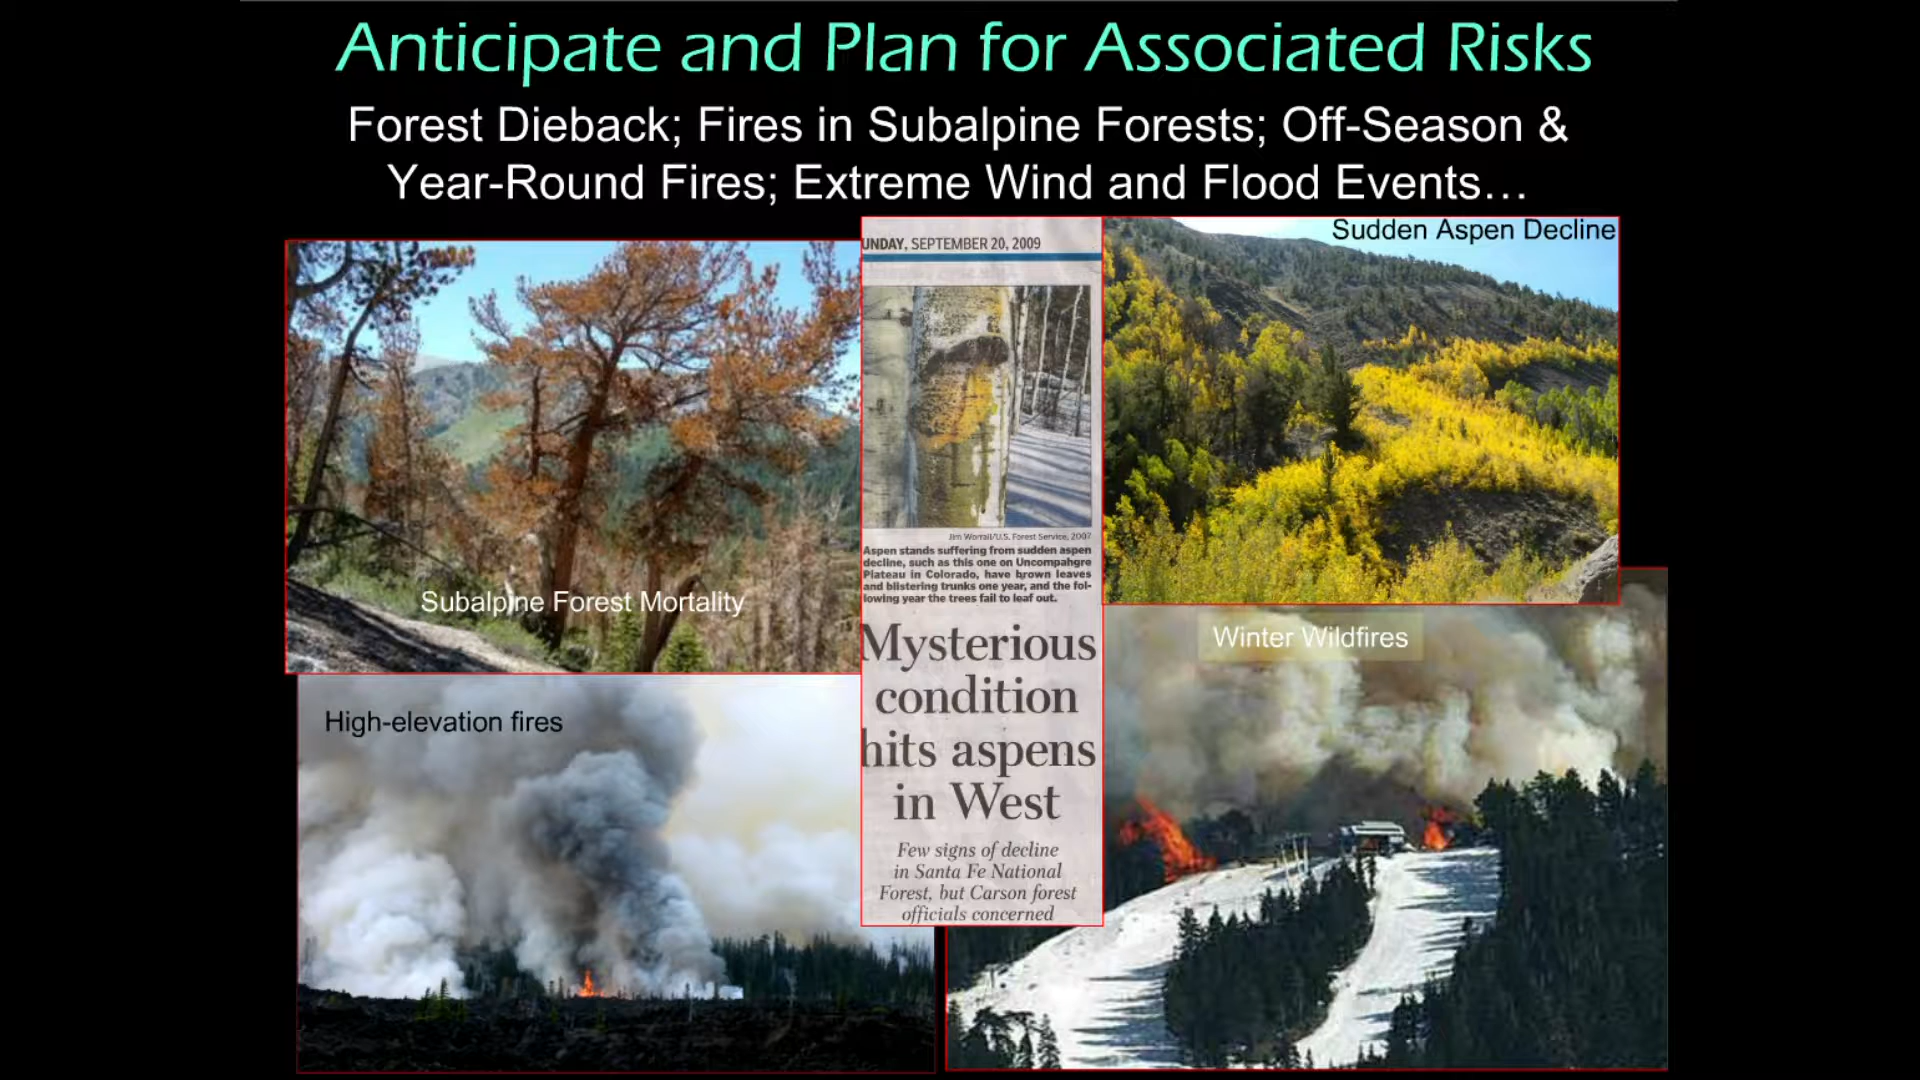 Anticipate and Plan for Associated Risks
Forest Dieback; Fires in Subalpine Forests; Off-Season &
Year-Round Fires; Extreme Wind and Flood Events…
Sudden Aspen Decline
UNDAY, SEPTEMBER 20, 2009
Jim Worrall/U.S. Forest Service, 2007
Aspen stands suffering from sudden aspen
decline, such as this one on Uncompahgre
Plateau in Colorado, have brown leaves
and blistering trunks one year, and the fol-
lowing year the trees fail to leaf out.
Subalpine Forest Mortality
Mysterious
condition
hits aspens
in West
Few signs of decline
in Santa Fe National
Forest, but Carson forest
officials concerned
Winter Wildfires
High-elevation fires